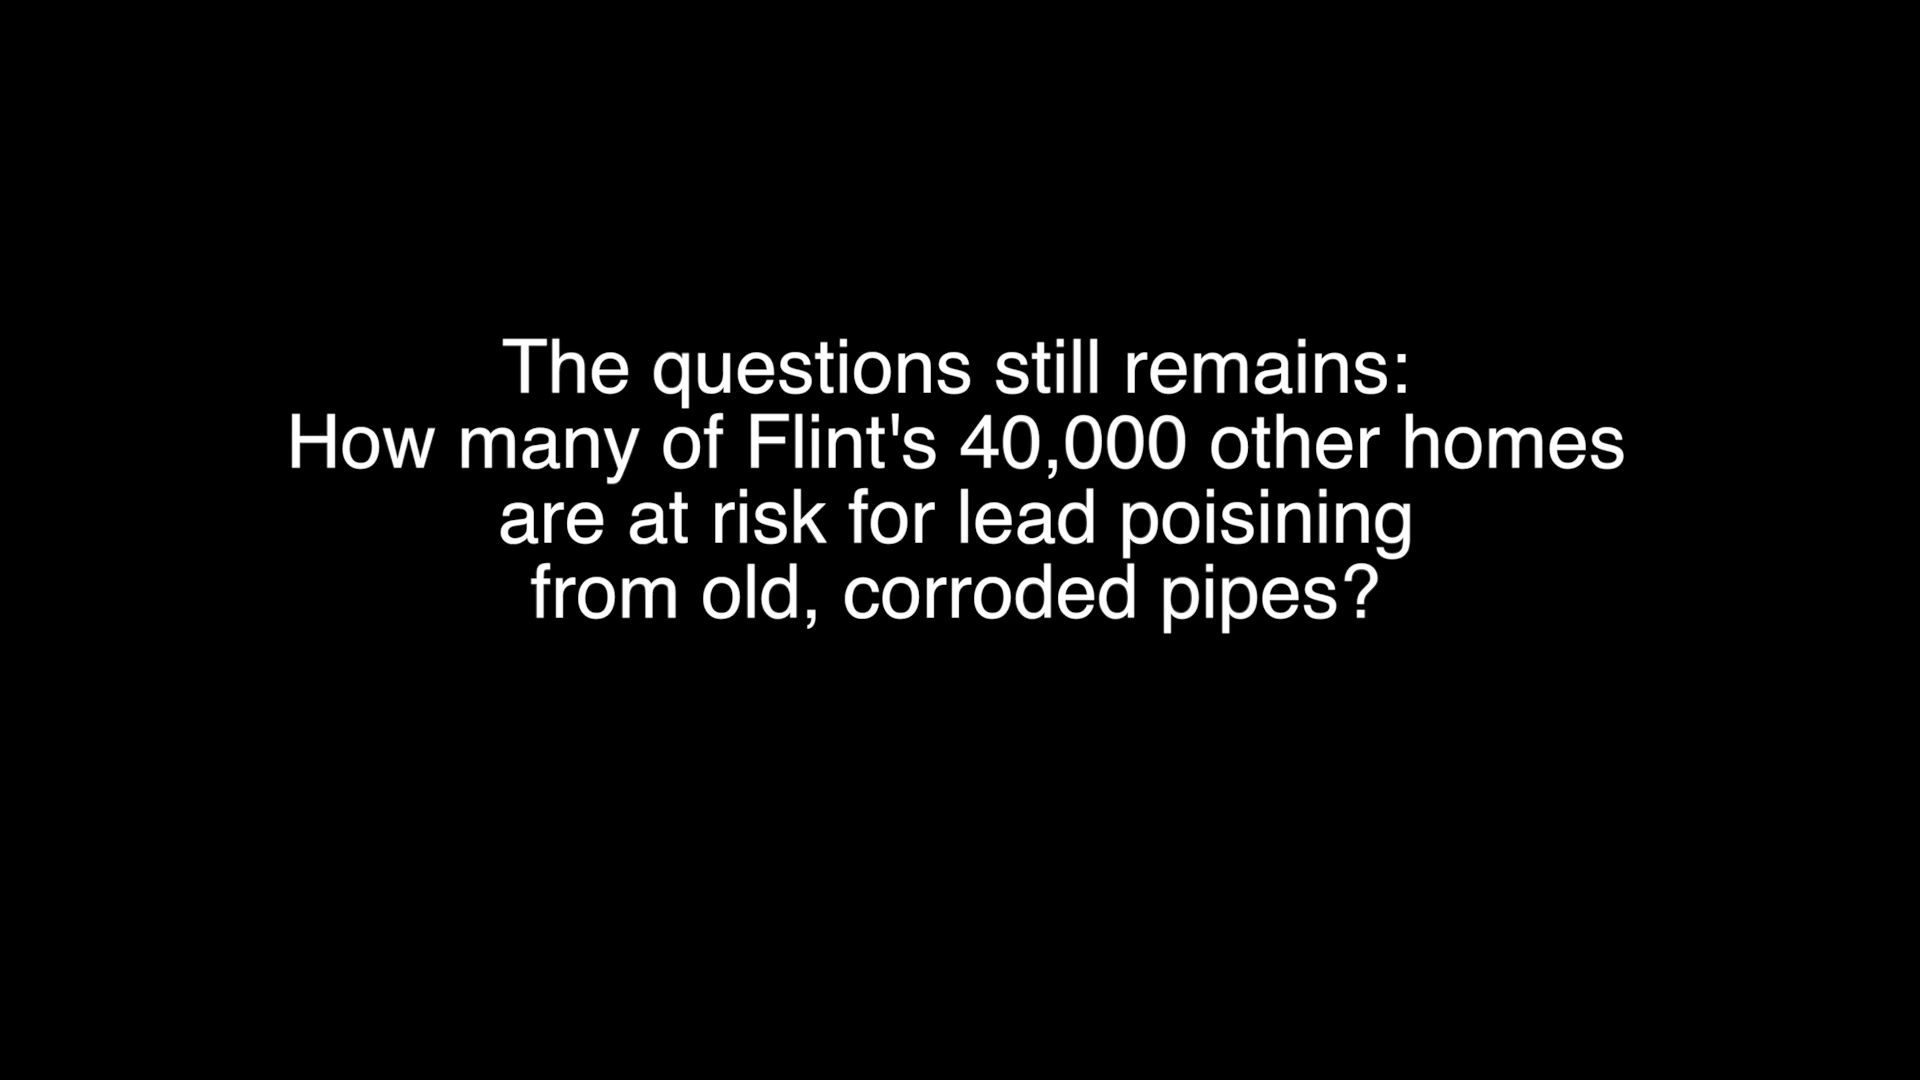 The questions still remains:
How many of Flint's 40,000 other homes
are at risk for lead poisining
from old, corroded pipes?